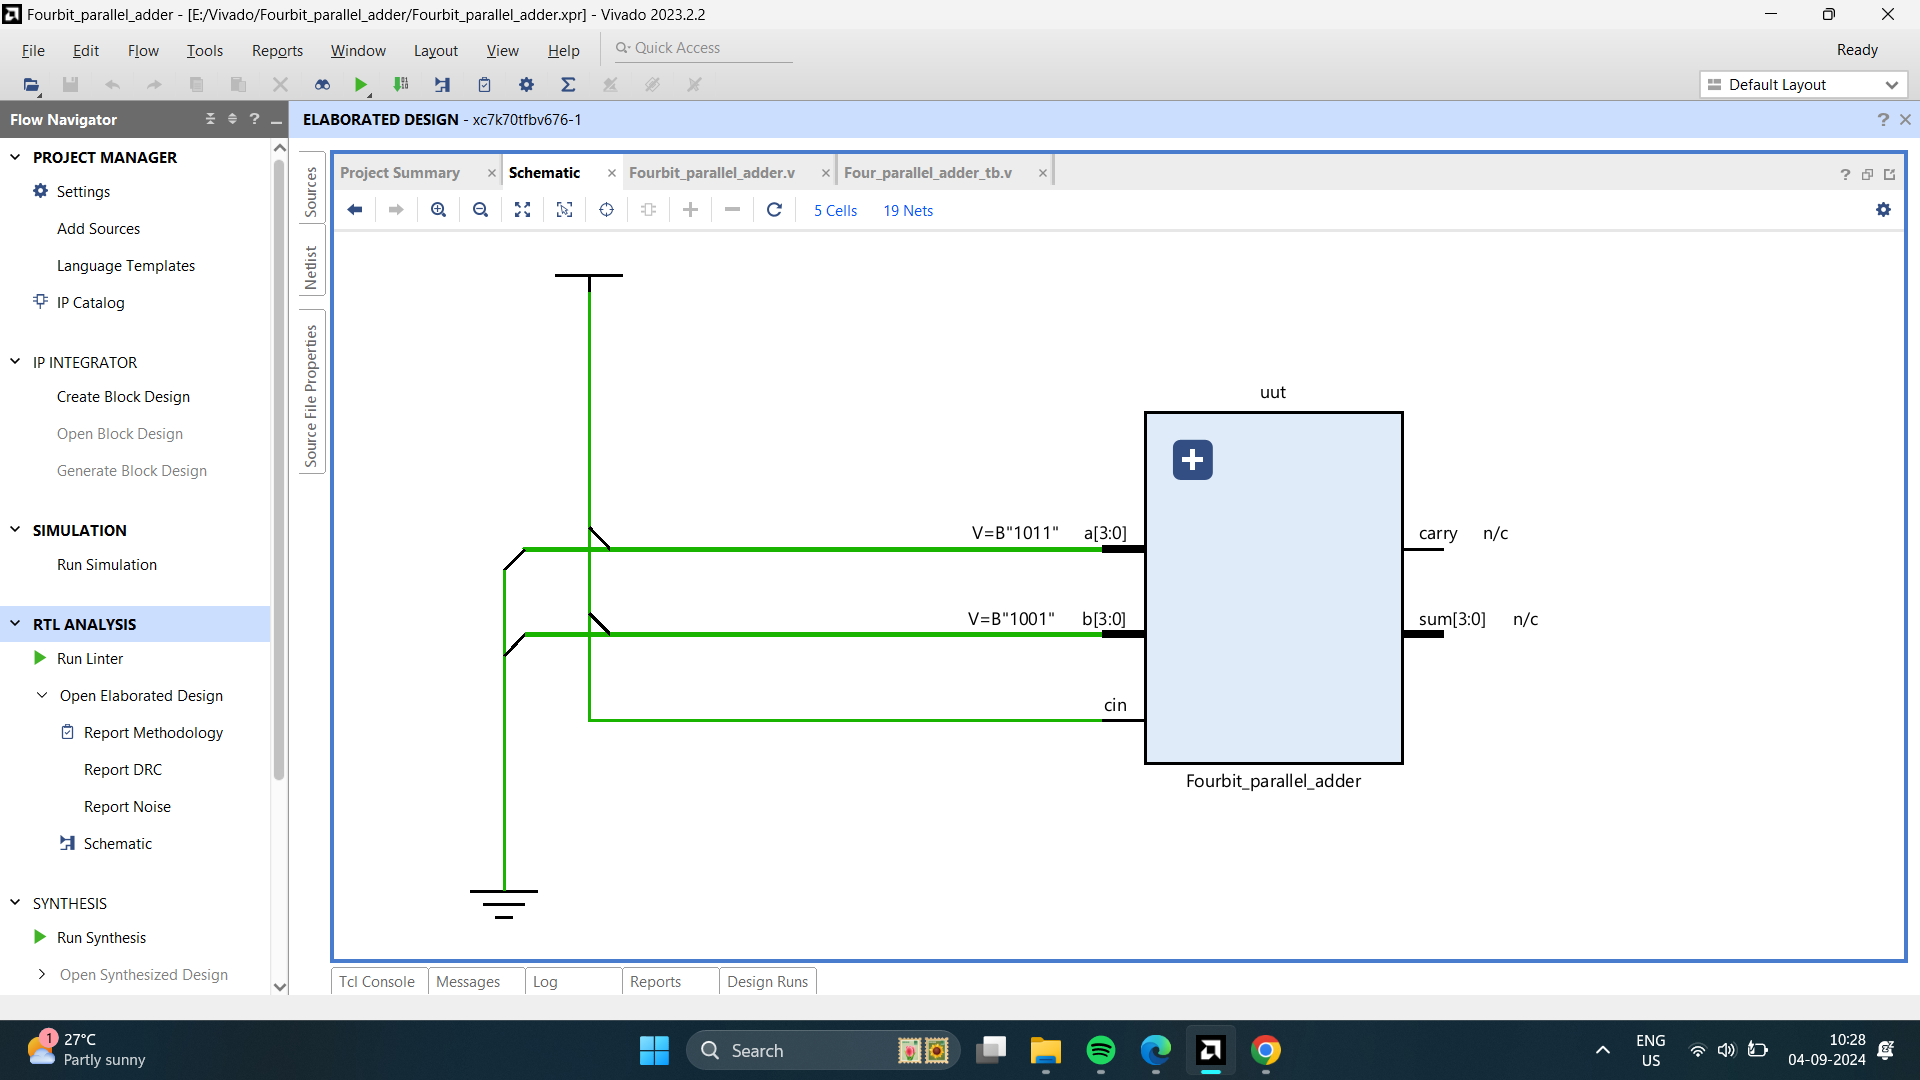 Fourbit_parallel_adder - [E:/Vivado/Fourbit_parallel_adder/Fourbit_parallel_adder.xpr] - Vivado 2023.2.2
File Edit Flow Tools Reports Window Layout View Help Quick Access Ready
Default Layout
Flow Navigator ?
ELABORATED DESIGN - xc7k70tfbv676-1 ?
PROJECT MANAGER
Settings
Add Sources
Language Templates
IP Catalog
IP INTEGRATOR
Create Block Design
Open Block Design
Generate Block Design
SIMULATION
Run Simulation
RTL ANALYSIS
Run Linter
Open Elaborated Design
Report Methodology
Report DRC
Report Noise
Schematic
SYNTHESIS
Run Synthesis
Open Synthesized Design
Sources
Netlist
Source File Properties
Project Summary Schematic Fourbit_parallel_adder.v Four_parallel_adder_tb.v ?
5 Cells 19 Nets
uut
V=B"1011" a[3:0] carry n/c
V=B"1001" b[3:0] sum[3:0] n/c
cin
Fourbit_parallel_adder
Tcl Console Messages Log Reports Design Runs
1 27°C
Partly sunny
Search
ENG
US
10:28
04-09-2024